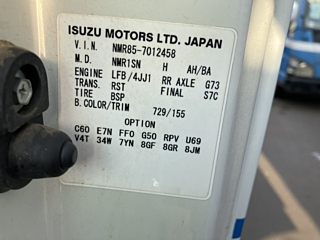 ISUZU MOTORS LTD. JAPAN
V.I.N. NMR85-7012458
M.D. NMR1SN H AH/BA
ENGINE LFB/4JJ1 RR AXLE G73
TRANS. RST FINAL S7C
TIRE BSP
B.COLOR/TRIM 729/155
OPTION
C60 E7N FF0 G50 RPV U69
V4T 34W 7YN 8GF 8GR 8JM